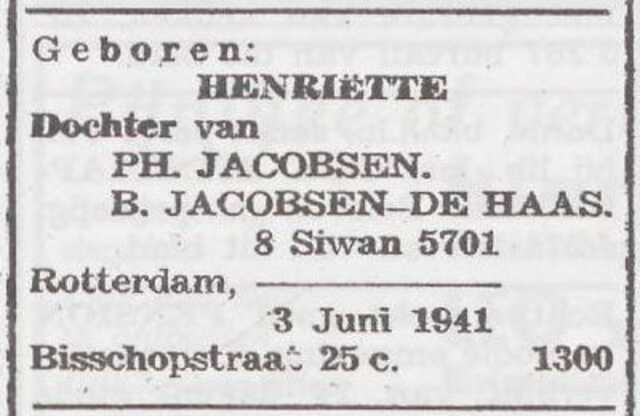 Geboren:
HENRIËTTE
Dochter van
PH. JACOBSEN.
B. JACOBSEN—DE HAAS.
8 Siwan 5701
Rotterdam,
3 Juni 1941
Bisschopstraat 25 c. 1300